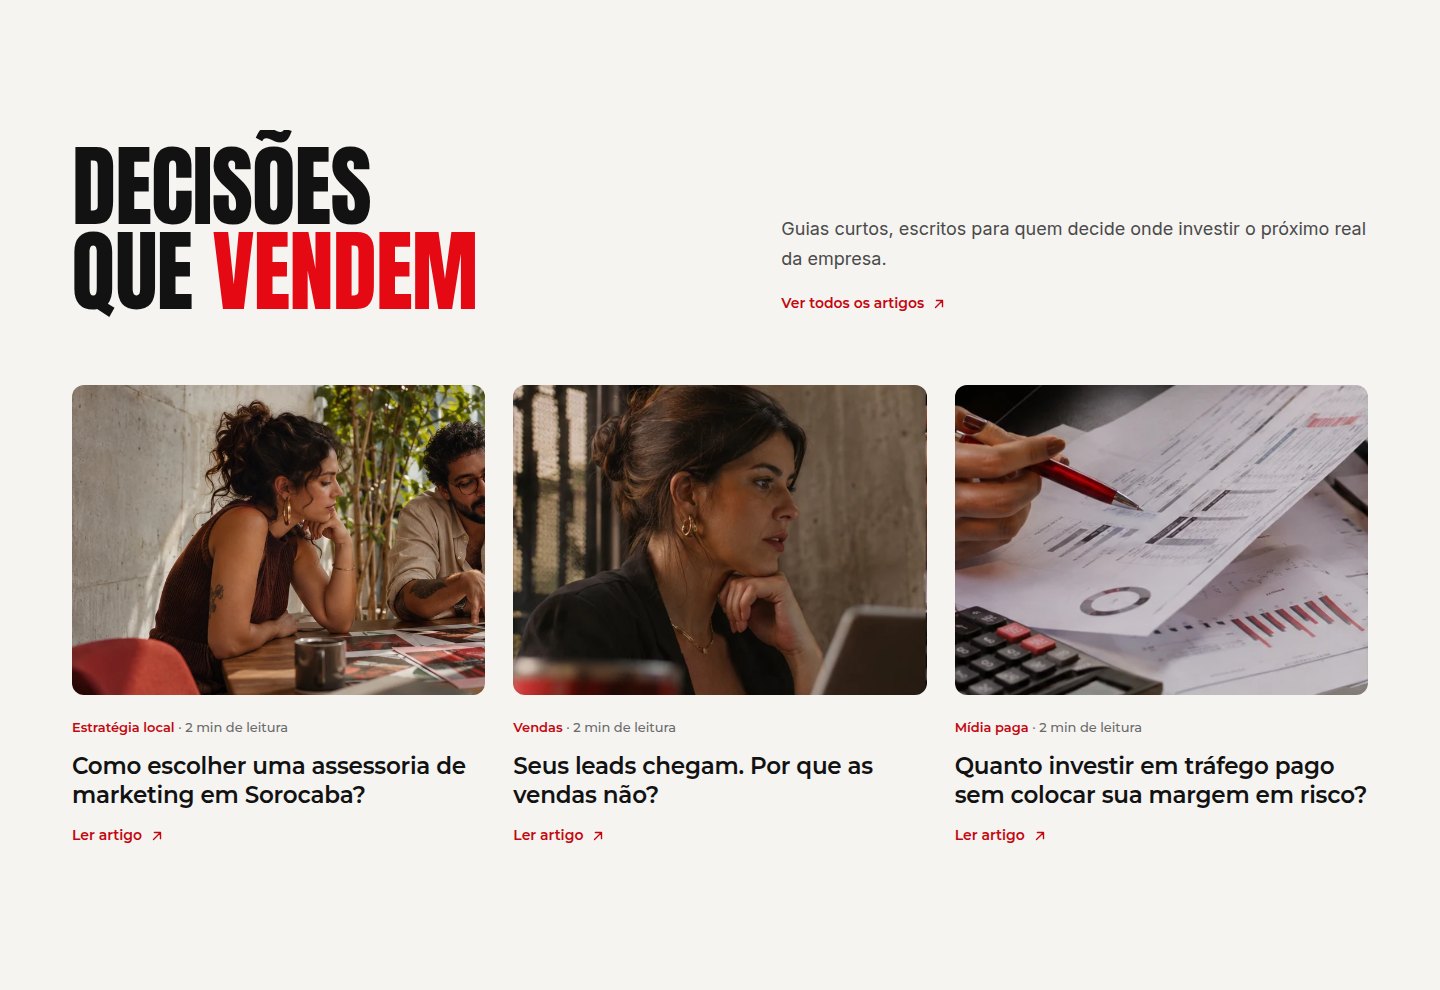 DECISÕES
QUE VENDEM
Guias curtos, escritos para quem decide onde investir o próximo real
da empresa.
Ver todos os artigos
Estratégia local · 2 min de leitura
Como escolher uma assessoria de
marketing em Sorocaba?
Ler artigo
Vendas · 2 min de leitura
Seus leads chegam. Por que as
vendas não?
Ler artigo
Mídia paga · 2 min de leitura
Quanto investir em tráfego pago
sem colocar sua margem em risco?
Ler artigo